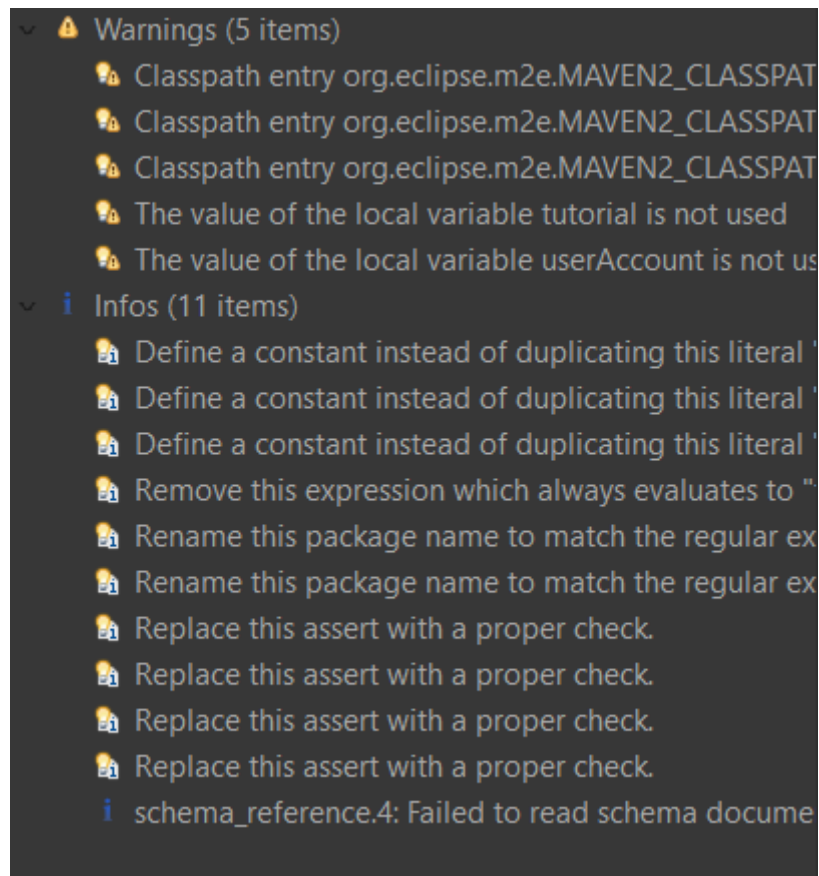 Warnings (5 items)
Classpath entry org.eclipse.m2e.MAVEN2_CLASSPAT
Classpath entry org.eclipse.m2e.MAVEN2_CLASSPAT
Classpath entry org.eclipse.m2e.MAVEN2_CLASSPAT
The value of the local variable tutorial is not used
The value of the local variable userAccount is not us
Infos (11 items)
Define a constant instead of duplicating this literal "
Define a constant instead of duplicating this literal "
Define a constant instead of duplicating this literal "
Remove this expression which always evaluates to "
Rename this package name to match the regular ex
Rename this package name to match the regular ex
Replace this assert with a proper check.
Replace this assert with a proper check.
Replace this assert with a proper check.
Replace this assert with a proper check.
schema_reference.4: Failed to read schema docume